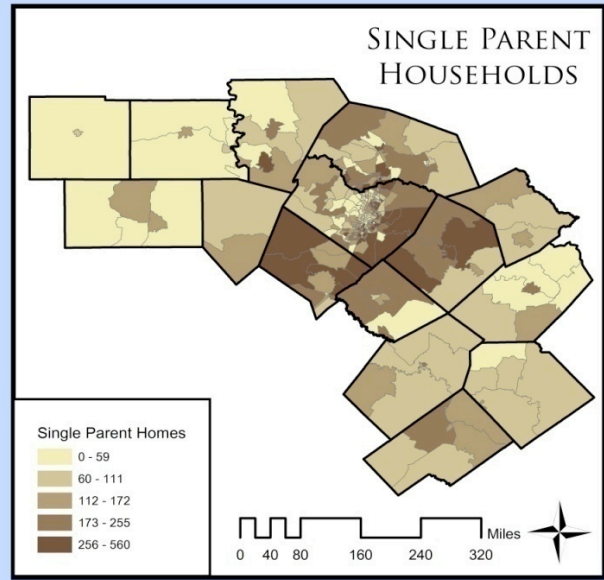 SINGLE PARENT
HOUSEHOLDS
Single Parent Homes
0 - 59
60 - 111
112 - 172
173 - 255
256 - 560
Miles
0 40 80 160 240 320